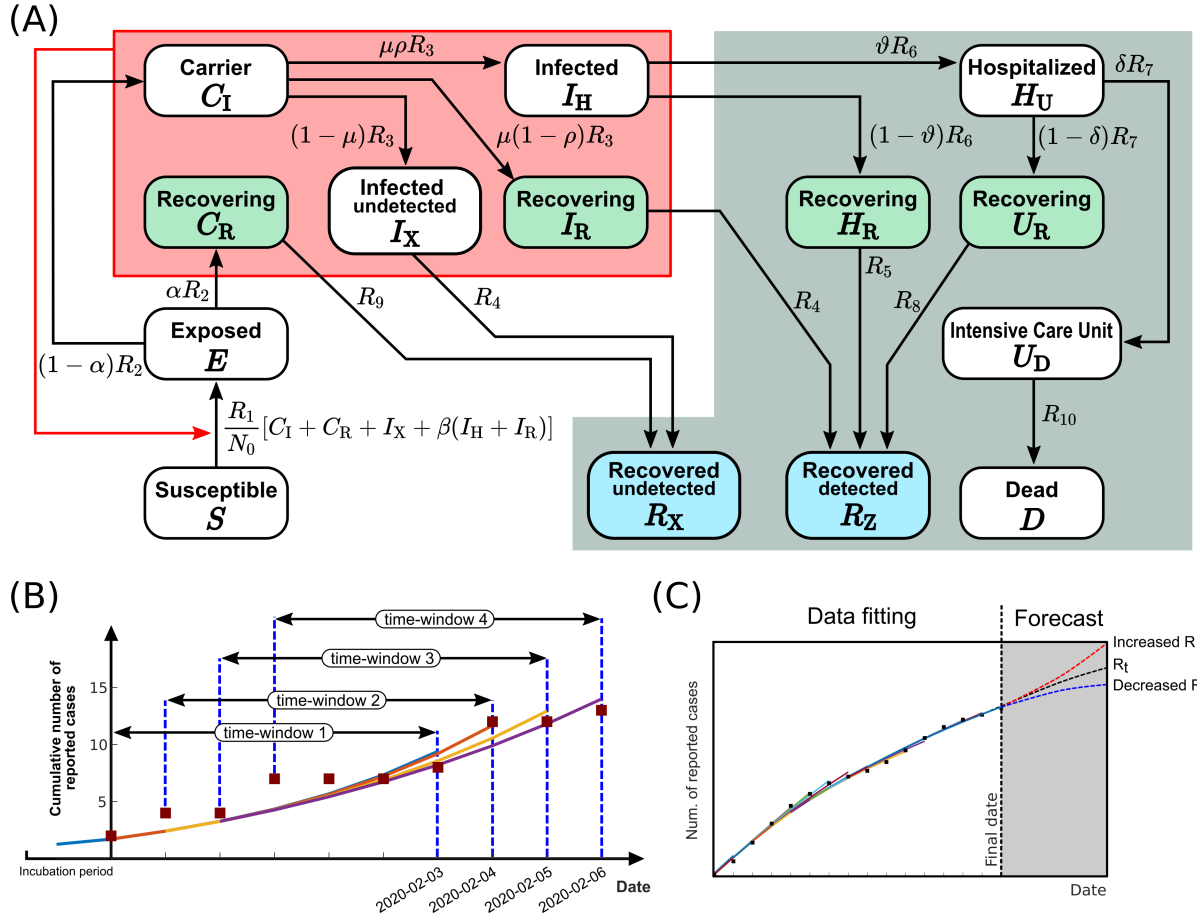 (A)
Carrier
C_I
μρR_3
Infected
I_H
ϑR_6
Hospitalized
H_U
δR_7
(1 − μ)R_3
μ(1 − ρ)R_3
(1 − ϑ)R_6
(1 − δ)R_7
Recovering
C_R
Infected
undetected
I_X
Recovering
I_R
Recovering
H_R
Recovering
U_R
αR_2
R_9
R_4
R_4
R_5
R_8
Exposed
E
(1 − α)R_2
Intensive Care Unit
U_D
R_10
R_1/N_0 [C_I + C_R + I_X + β(I_H + I_R)]
Susceptible
S
Recovered
undetected
R_X
Recovered
detected
R_Z
Dead
D
(B)
time-window 4
time-window 3
time-window 2
time-window 1
Cumulative number of
reported cases
15
10
5
Incubation period
2020-02-03
2020-02-04
2020-02-05
2020-02-06
Date
(C)
Data fitting
Forecast
Increased R
R_t
Decreased R
Num. of reported cases
Final date
Date